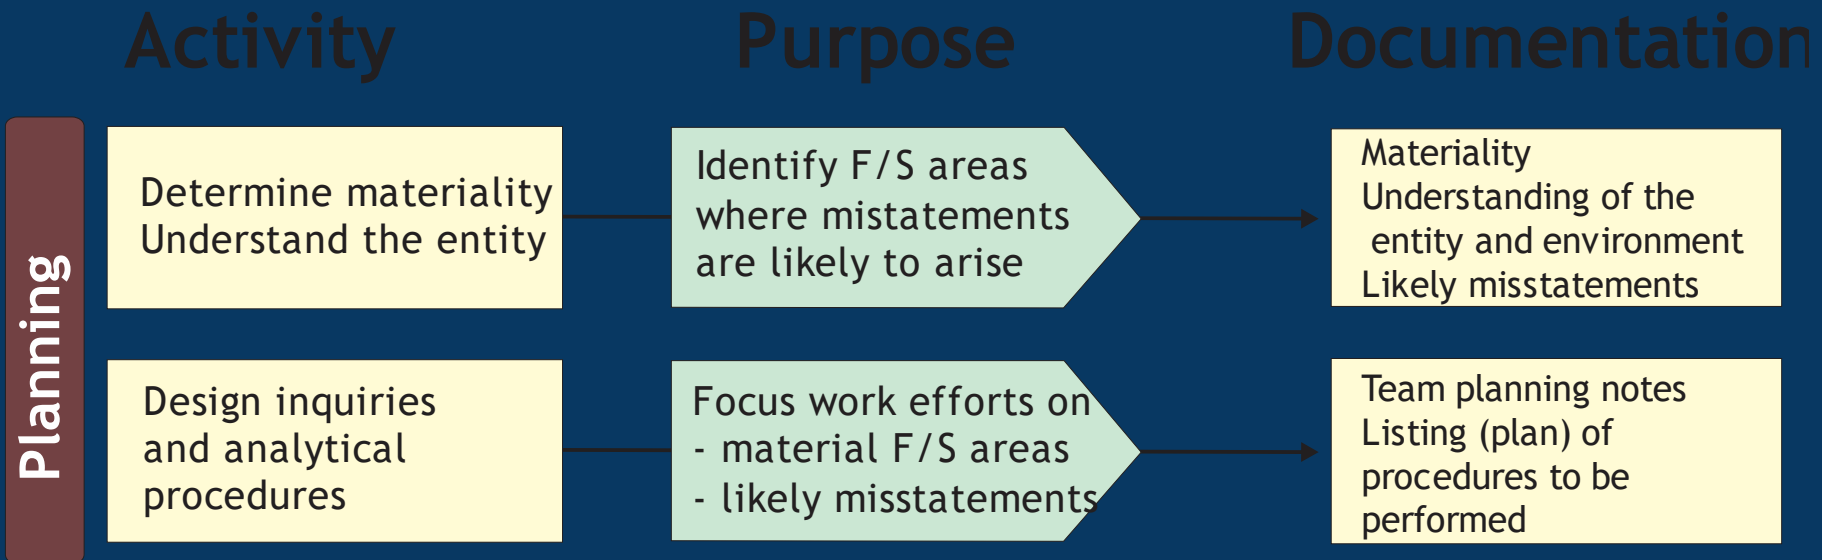 Activity
Purpose
Documentation
Planning
Determine materiality
Understand the entity
Identify F/S areas
where mistatements
are likely to arise
Materiality
Understanding of the
entity and environment
Likely misstatements
Design inquiries
and analytical
procedures
Focus work efforts on
- material F/S areas
- likely misstatements
Team planning notes
Listing (plan) of
procedures to be
performed